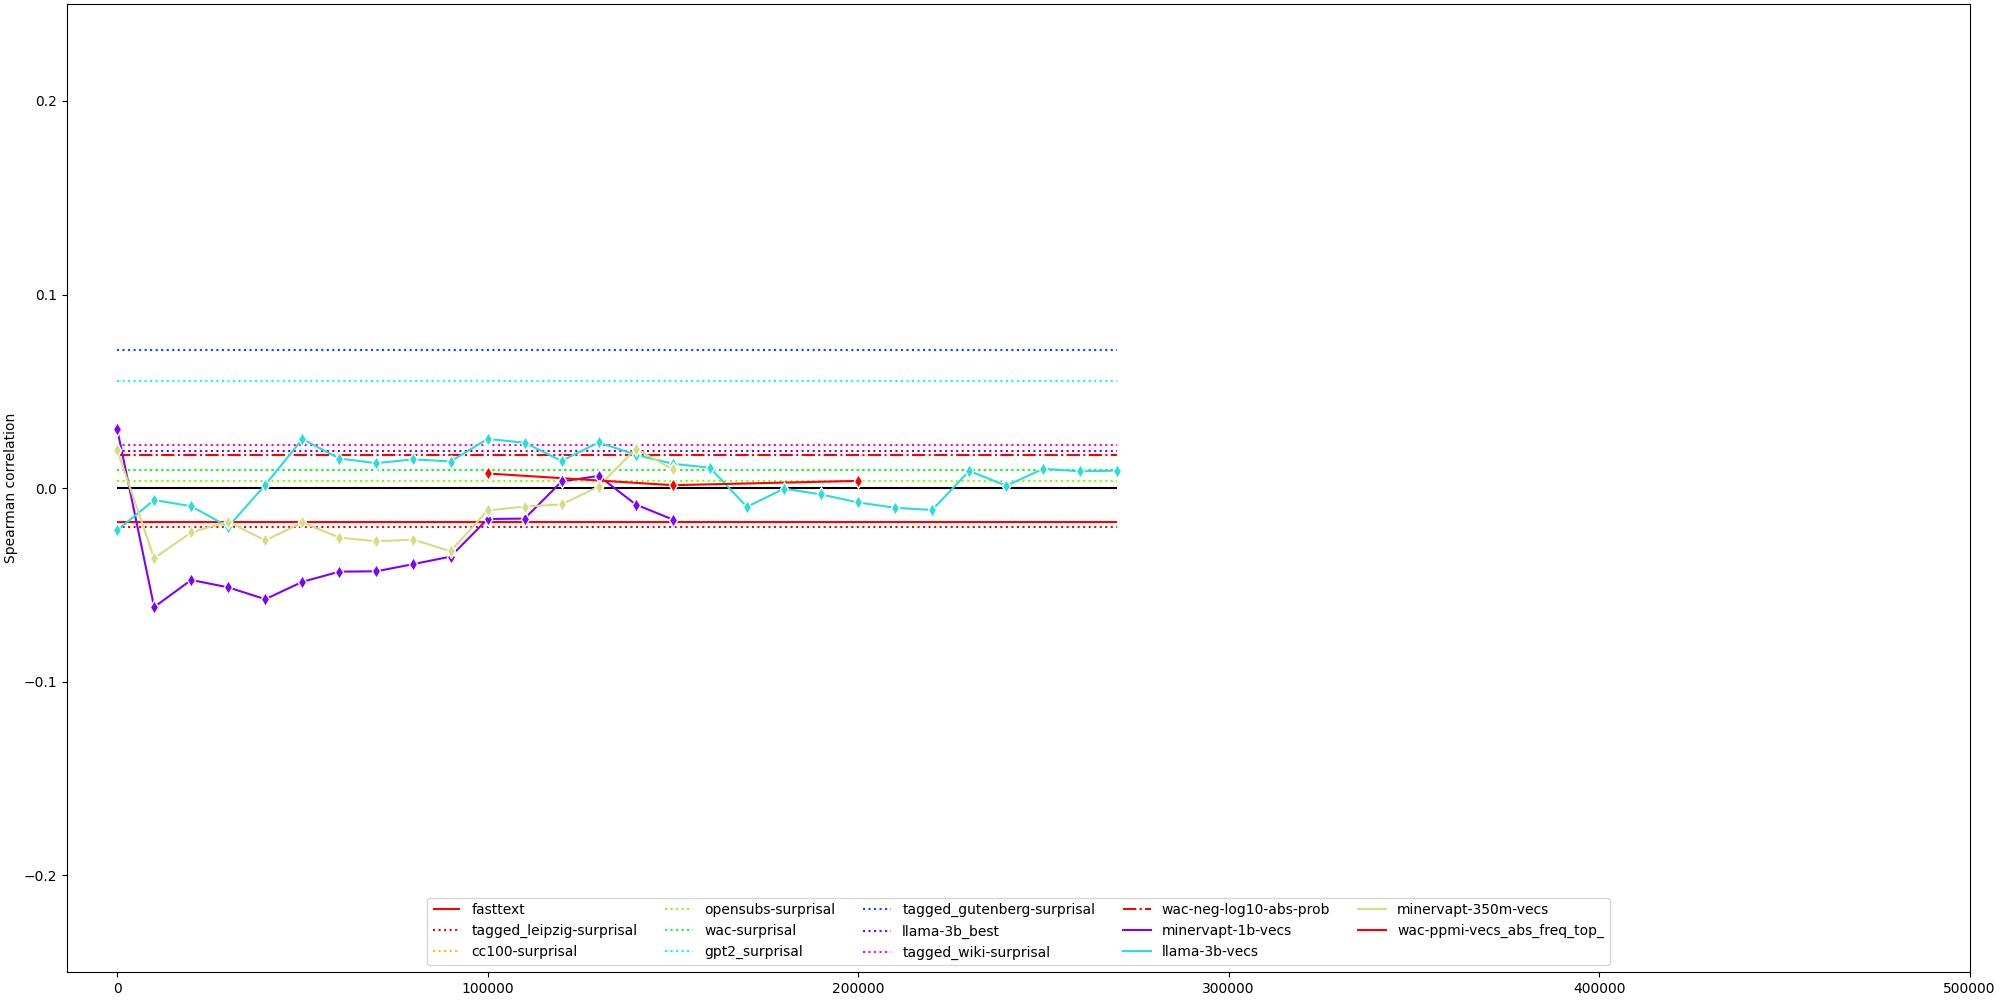 0.2
0.1
0.0
−0.1
−0.2
Spearman correlation
fasttext
tagged_leipzig-surprisal
cc100-surprisal
opensubs-surprisal
wac-surprisal
gpt2_surprisal
tagged_gutenberg-surprisal
llama-3b_best
tagged_wiki-surprisal
wac-neg-log10-abs-prob
minervapt-1b-vecs
llama-3b-vecs
minervapt-350m-vecs
wac-ppmi-vecs_abs_freq_top_
0 100000 200000 300000 400000 500000